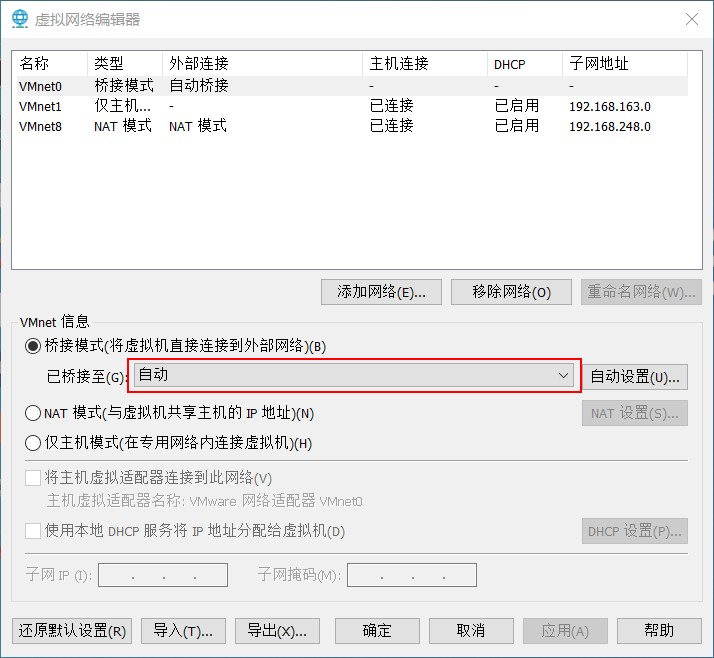 虚拟网络编辑器
名称 类型 外部连接 主机连接 DHCP 子网地址
VMnet0 桥接模式 自动桥接 - - -
VMnet1 仅主机... - 已连接 已启用 192.168.163.0
VMnet8 NAT 模式 NAT 模式 已连接 已启用 192.168.248.0
添加网络(E)... 移除网络(O) 重命名网络(W)...
VMnet 信息
桥接模式(将虚拟机直接连接到外部网络)(B)
已桥接至(G): 自动 自动设置(U)...
NAT 模式(与虚拟机共享主机的 IP 地址)(N) NAT 设置(S)...
仅主机模式(在专用网络内连接虚拟机)(H)
将主机虚拟适配器连接到此网络(V)
主机虚拟适配器名称: VMware 网络适配器 VMnet0
使用本地 DHCP 服务将 IP 地址分配给虚拟机(D) DHCP 设置(P)...
子网 IP (I): . . . 子网掩码(M): . . .
还原默认设置(R) 导入(T)... 导出(X)... 确定 取消 应用(A) 帮助